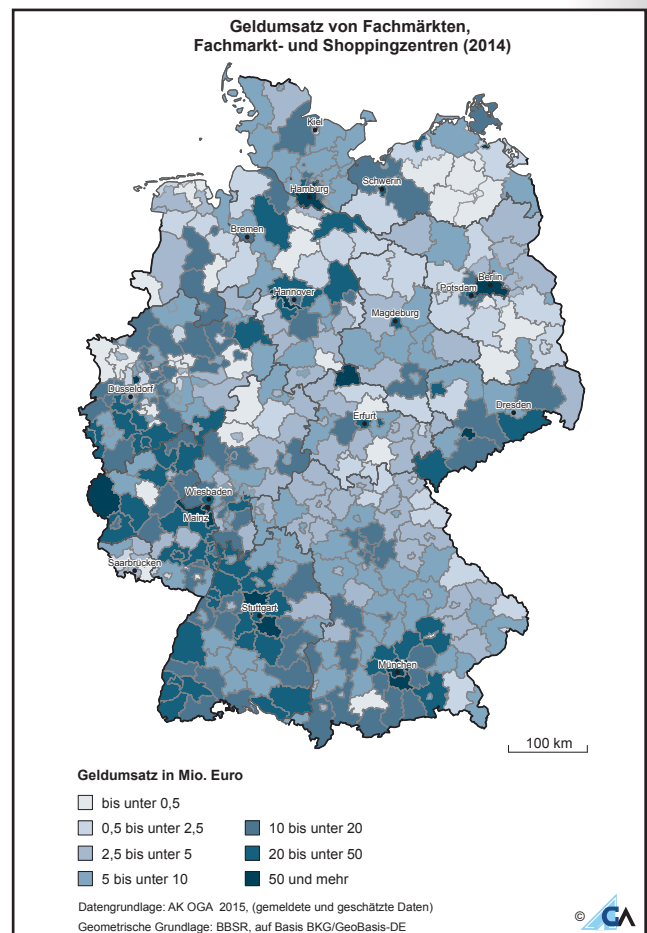 Geldumsatz von Fachmärkten,
Fachmarkt- und Shoppingzentren (2014)
Kiel
Schwerin
Hamburg
Bremen
Berlin
Potsdam
Hannover
Magdeburg
Düsseldorf
Dresden
Erfurt
Wiesbaden
Mainz
Saarbrücken
Stuttgart
München
100 km
Geldumsatz in Mio. Euro
bis unter 0,5
0,5 bis unter 2,5
2,5 bis unter 5
5 bis unter 10
10 bis unter 20
20 bis unter 50
50 und mehr
Datengrundlage: AK OGA 2015, (gemeldete und geschätzte Daten)
Geometrische Grundlage: BBSR, auf Basis BKG/GeoBasis-DE
© GA